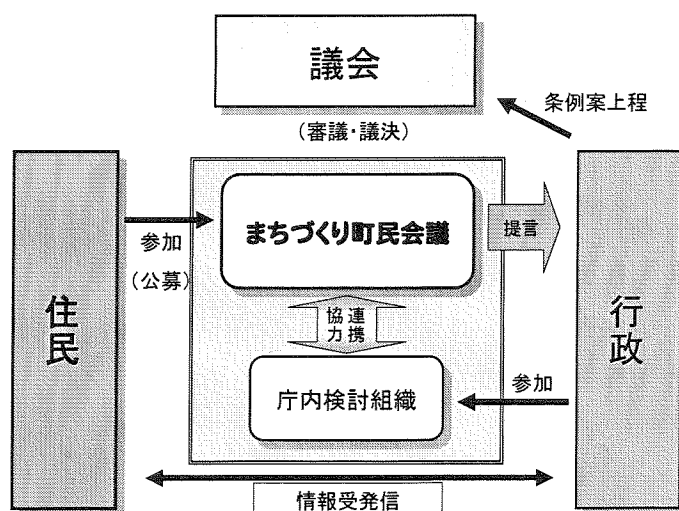 議会
条例案上程
(審議・議決)
まちづくり町民会議
提言
参加
(公募)
住民
行政
連携
協力
庁内検討組織
参加
情報受発信